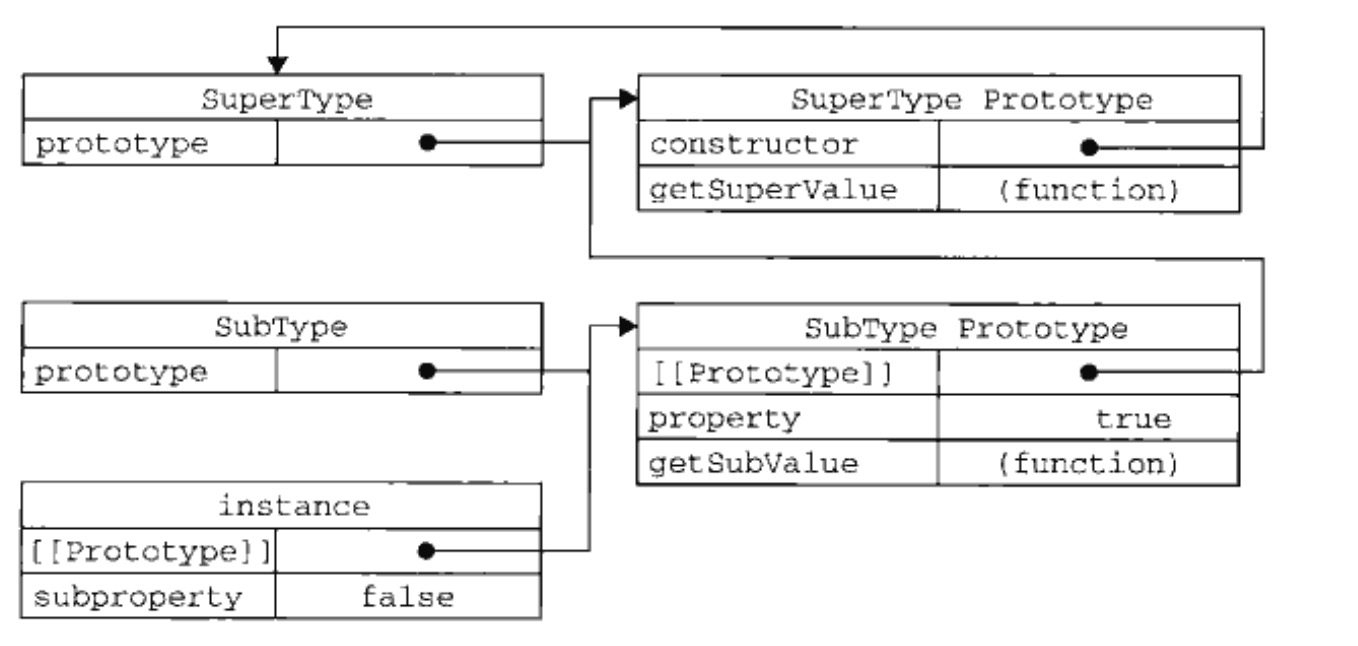 SuperType
prototype
SuperType Prototype
constructor
getSuperValue (function)
SubType
prototype
SubType Prototype
[[Prototype]]
property true
getSubValue (function)
instance
[[Prototype]]
subproperty false